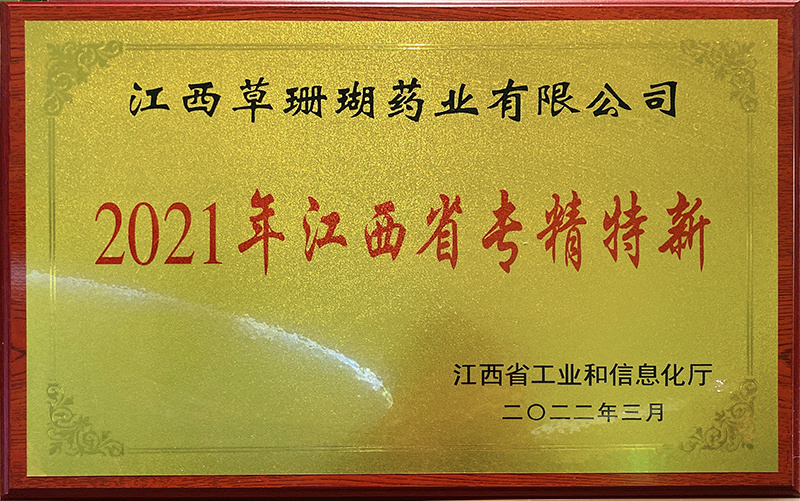 江西草珊瑚药业有限公司
2021年江西省专精特新
江西省工业和信息化厅
二〇二二年三月